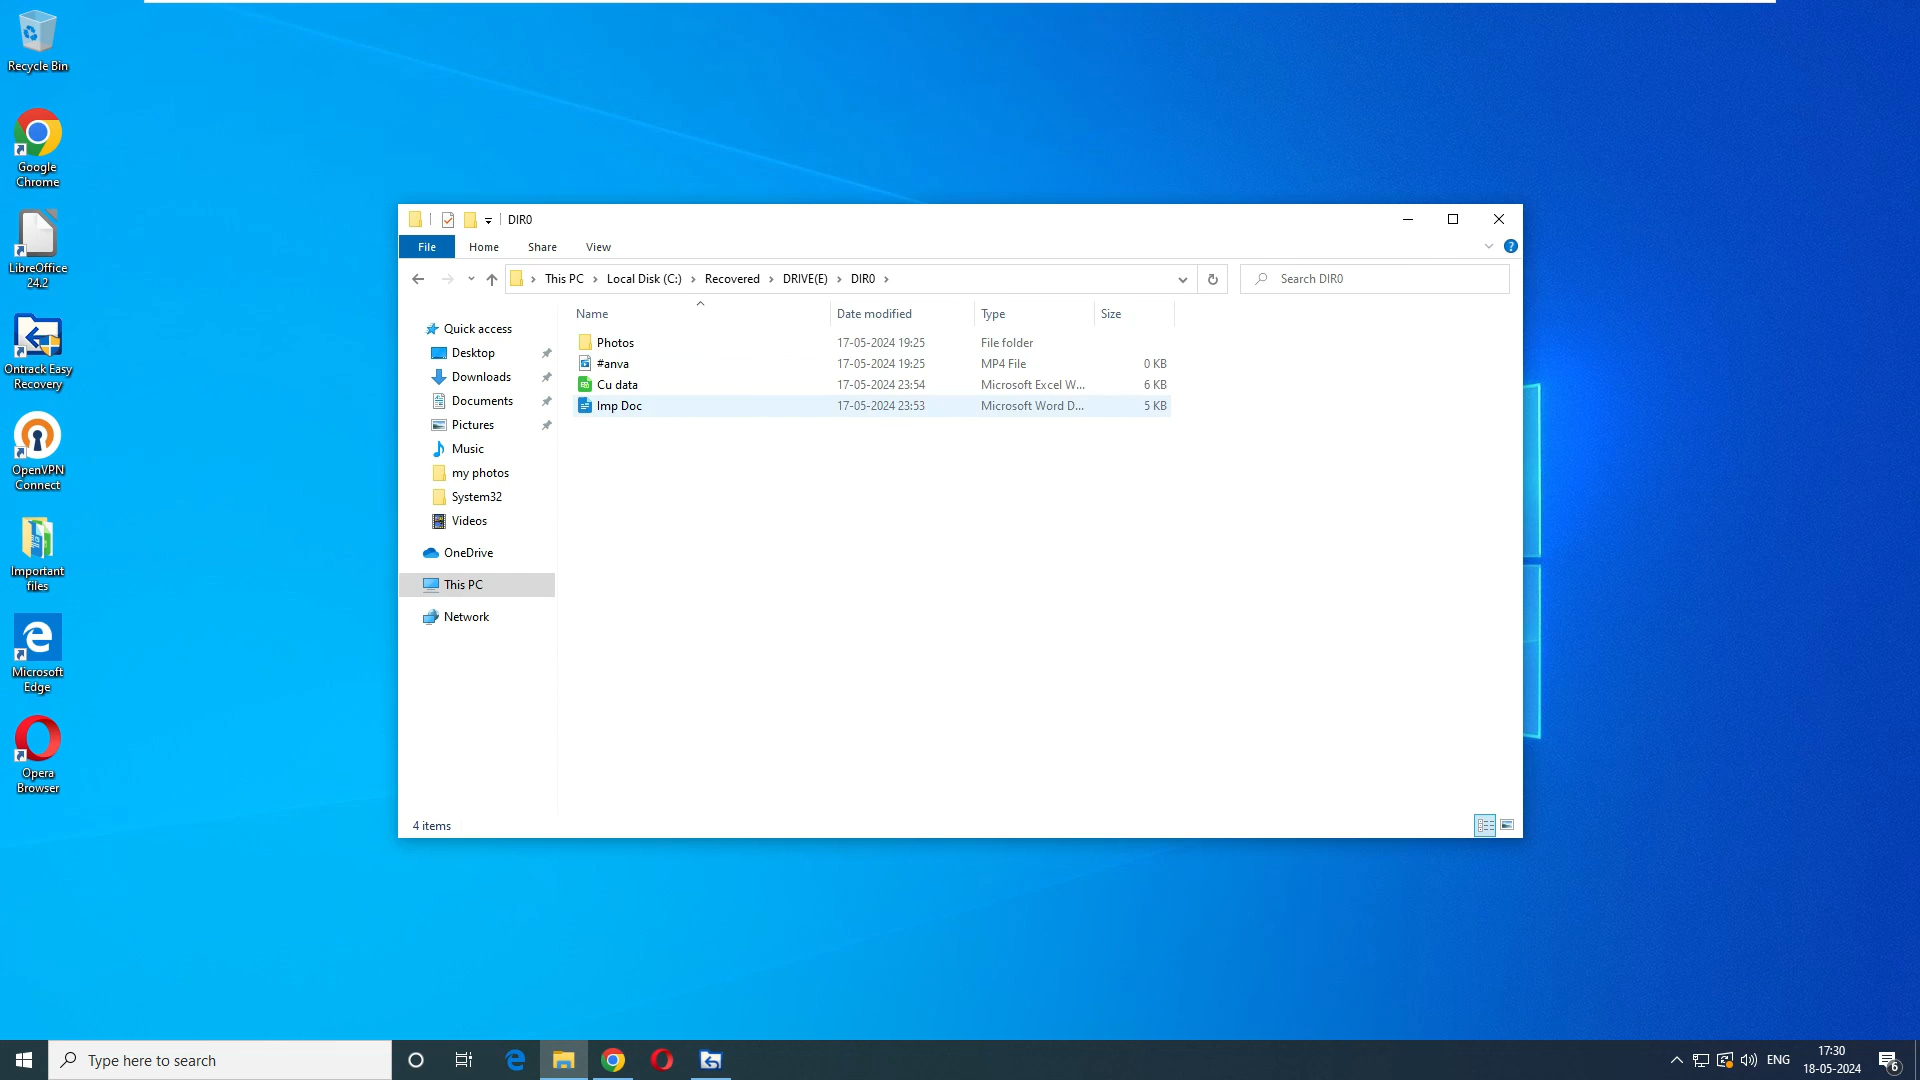 Recycle Bin
Google
Chrome
LibreOffice
24.2
Ontrack Easy
Recovery
OpenVPN
Connect
Important
files
Microsoft
Edge
Opera
Browser
DIR0
File Home Share View
This PC Local Disk (C:) Recovered DRIVE(E) DIR0
Search DIR0
Quick access
Desktop
Downloads
Documents
Pictures
Music
my photos
System32
Videos
OneDrive
This PC
Network
Name Date modified Type Size
Photos 17-05-2024 19:25 File folder
#anva 17-05-2024 19:25 MP4 File 0 KB
Cu data 17-05-2024 23:54 Microsoft Excel W... 6 KB
Imp Doc 17-05-2024 23:53 Microsoft Word D... 5 KB
4 items
Type here to search
ENG
17:30
18-05-2024
6